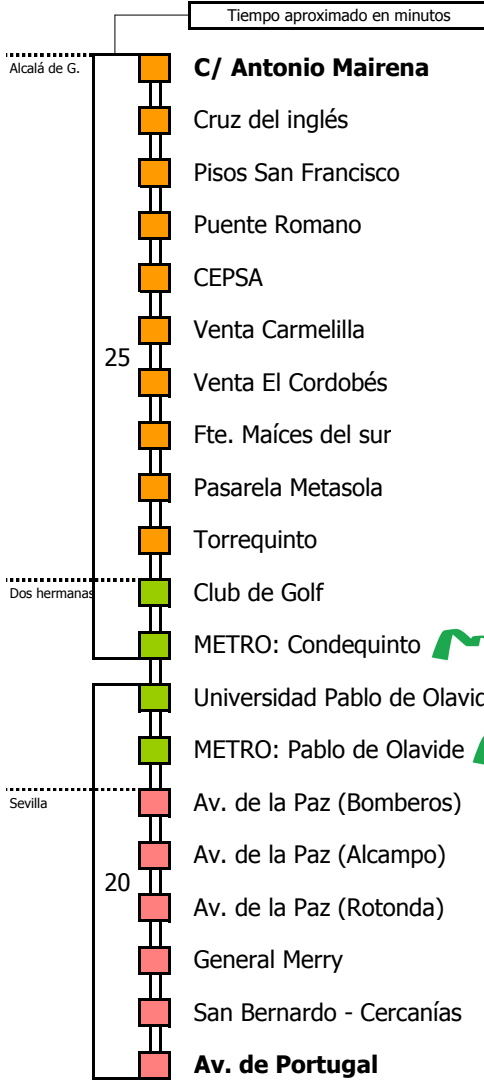 Tiempo aproximado en minutos
Alcalá de G.
C/ Antonio Mairena
Cruz del inglés
Pisos San Francisco
Puente Romano
CEPSA
Venta Carmelilla
25
Venta El Cordobés
Fte. Maíces del sur
Pasarela Metasola
Torrequinto
Dos hermanas
Club de Golf
METRO: Condequinto
Universidad Pablo de Olavid
METRO: Pablo de Olavide
Sevilla
Av. de la Paz (Bomberos)
Av. de la Paz (Alcampo)
20
Av. de la Paz (Rotonda)
General Merry
San Bernardo - Cercanías
Av. de Portugal